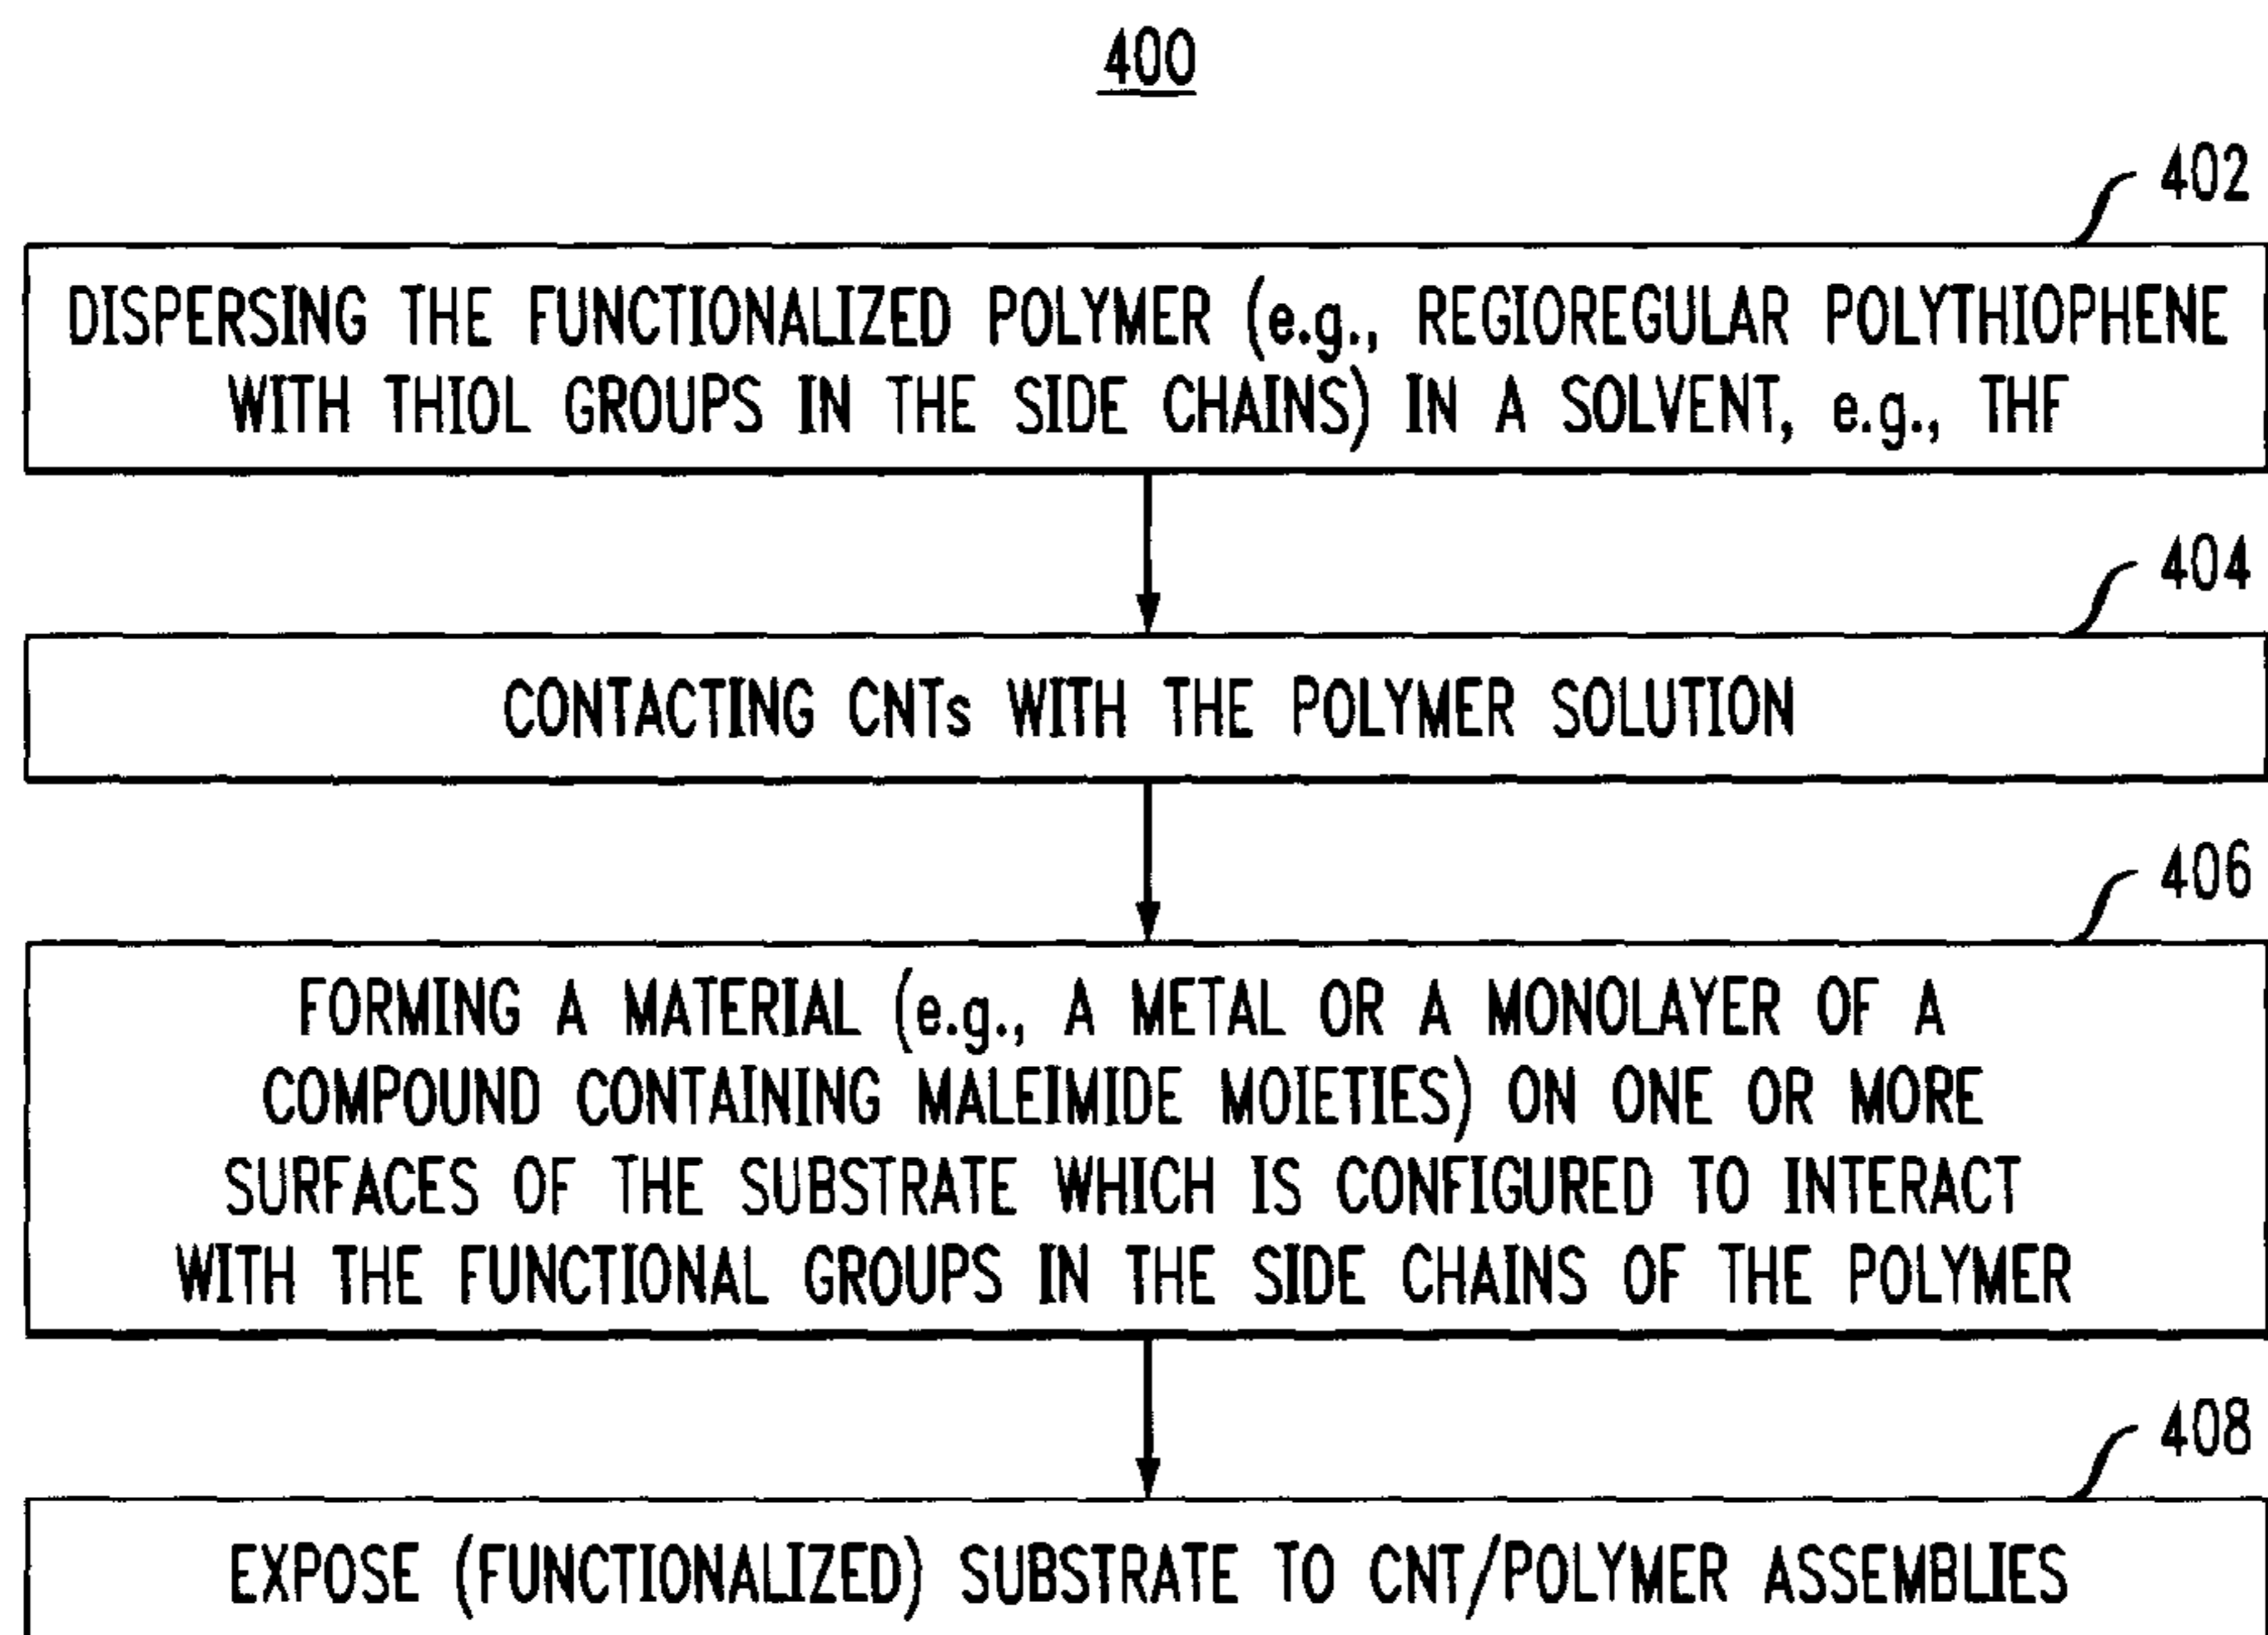 400
402
DISPERSING THE FUNCTIONALIZED POLYMER (e.g., REGIOREGULAR POLYTHIOPHENE
WITH THIOL GROUPS IN THE SIDE CHAINS) IN A SOLVENT, e.g., THF
404
CONTACTING CNTs WITH THE POLYMER SOLUTION
406
FORMING A MATERIAL (e.g., A METAL OR A MONOLAYER OF A
COMPOUND CONTAINING MALEIMIDE MOIETIES) ON ONE OR MORE
SURFACES OF THE SUBSTRATE WHICH IS CONFIGURED TO INTERACT
WITH THE FUNCTIONAL GROUPS IN THE SIDE CHAINS OF THE POLYMER
408
EXPOSE (FUNCTIONALIZED) SUBSTRATE TO CNT/POLYMER ASSEMBLIES